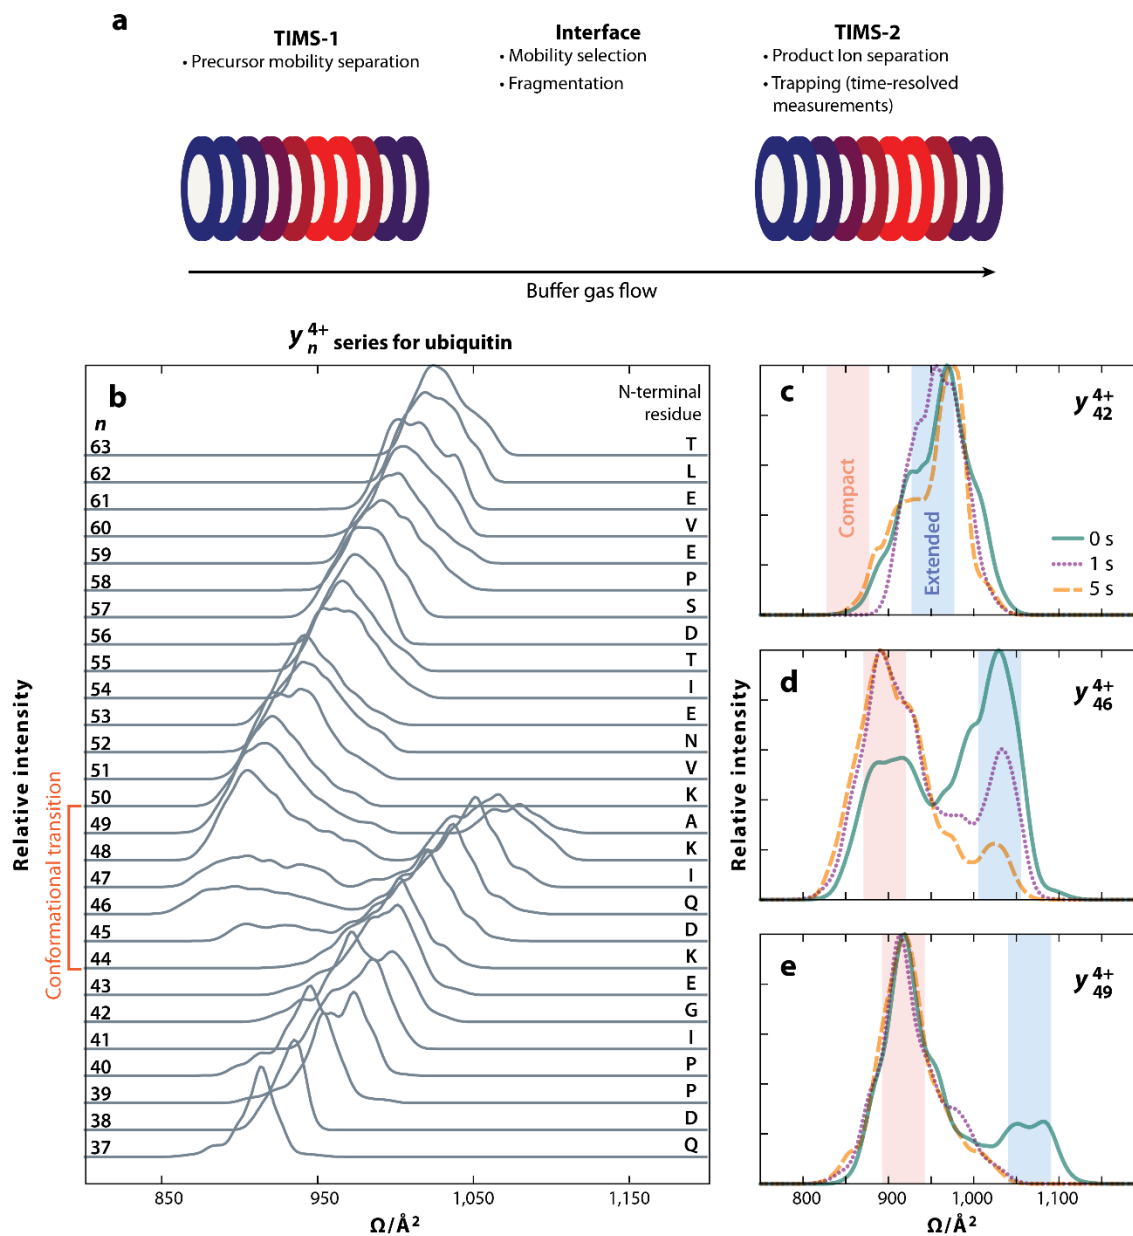 a
TIMS-1
• Precursor mobility separation
Interface
• Mobility selection
• Fragmentation
TIMS-2
• Product Ion separation
• Trapping (time-resolved
measurements)
Buffer gas flow
y 4+ n series for ubiquitin
b
n
N-terminal
residue
63 T
62 L
61 E
60 V
59 E
58 P
57 S
56 D
55 T
54 I
53 E
52 N
51 V
50 K
49 A
48 K
47 I
46 Q
45 D
44 K
43 E
42 G
41 I
40 P
39 P
38 D
37 Q
Relative intensity
Conformational transition
850 950 1,050 1,150
Ω/Å²
c
y 4+ 42
Compact
Extended
0 s
1 s
5 s
d
y 4+ 46
Relative intensity
e
y 4+ 49
800 900 1,000 1,100
Ω/Å²